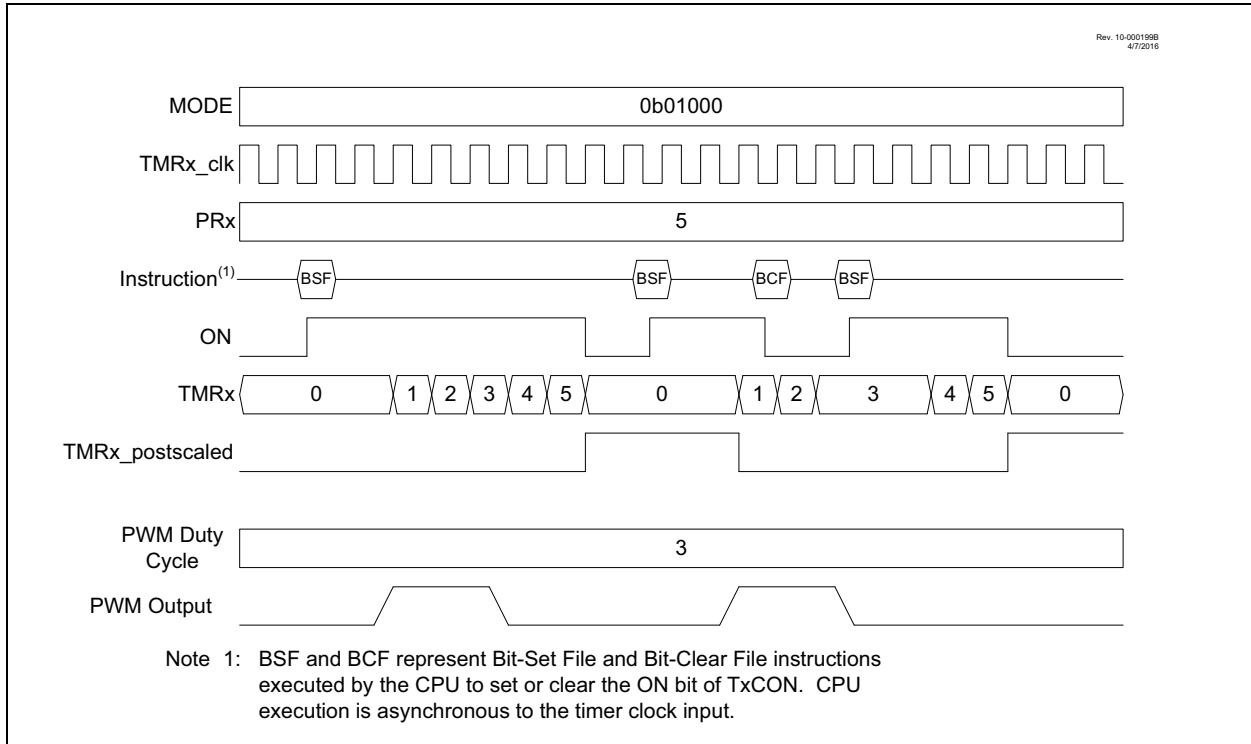 Rev. 10-000199B
4/7/2016
MODE 0b01000
TMRx_clk
PRx 5
Instruction(1) BSF BSF BCF BSF
ON
TMRx 0 1 2 3 4 5 0 1 2 3 4 5 0
TMRx_postscaled
PWM Duty
Cycle 3
PWM Output
Note 1: BSF and BCF represent Bit-Set File and Bit-Clear File instructions
executed by the CPU to set or clear the ON bit of TxCON. CPU
execution is asynchronous to the timer clock input.